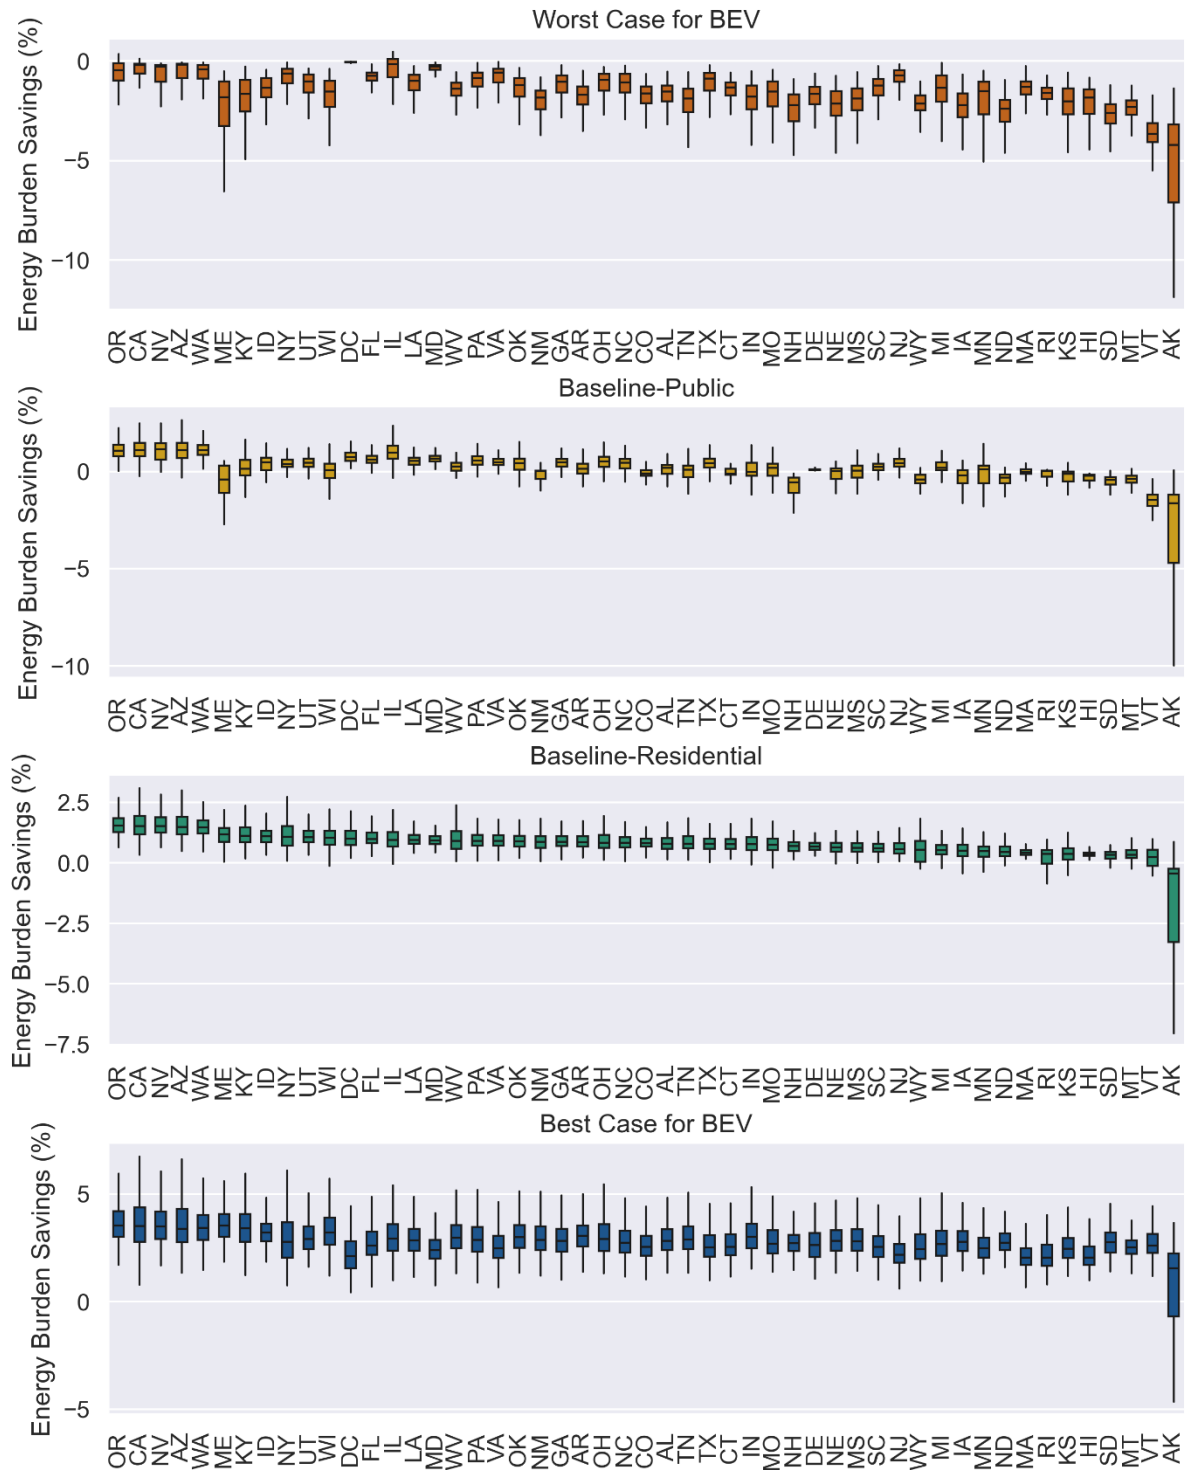 Worst Case for BEV
Energy Burden Savings (%)
0
−5
−10
OR CA NV AZ WA ME KY ID NY UT WI DC FL IL LA MD WV PA VA OK NM GA AR OH NC CO AL TN TX CT IN MO NH DE NE MS SC NJ WY MI IA MN ND MA RI KS HI SD MT VT AK
Baseline-Public
Energy Burden Savings (%)
0
−5
−10
OR CA NV AZ WA ME KY ID NY UT WI DC FL IL LA MD WV PA VA OK NM GA AR OH NC CO AL TN TX CT IN MO NH DE NE MS SC NJ WY MI IA MN ND MA RI KS HI SD MT VT AK
Baseline-Residential
Energy Burden Savings (%)
2.5
0.0
−2.5
−5.0
−7.5
OR CA NV AZ WA ME KY ID NY UT WI DC FL IL LA MD WV PA VA OK NM GA AR OH NC CO AL TN TX CT IN MO NH DE NE MS SC NJ WY MI IA MN ND MA RI KS HI SD MT VT AK
Best Case for BEV
Energy Burden Savings (%)
5
0
−5
OR CA NV AZ WA ME KY ID NY UT WI DC FL IL LA MD WV PA VA OK NM GA AR OH NC CO AL TN TX CT IN MO NH DE NE MS SC NJ WY MI IA MN ND MA RI KS HI SD MT VT AK